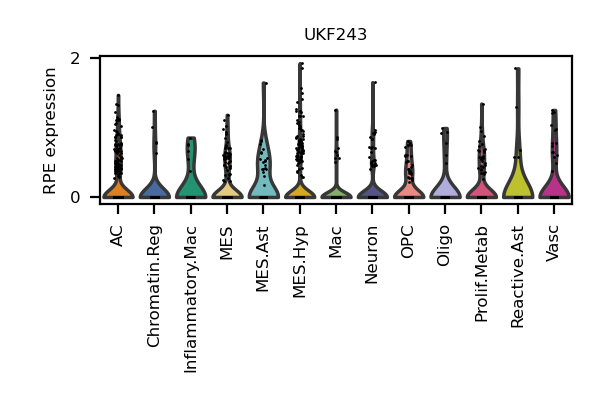 UKF243
RPE expression
2
0
AC
Chromatin.Reg
Inflammatory.Mac
MES
MES.Ast
MES.Hyp
Mac
Neuron
OPC
Oligo
Prolif.Metab
Reactive.Ast
Vasc